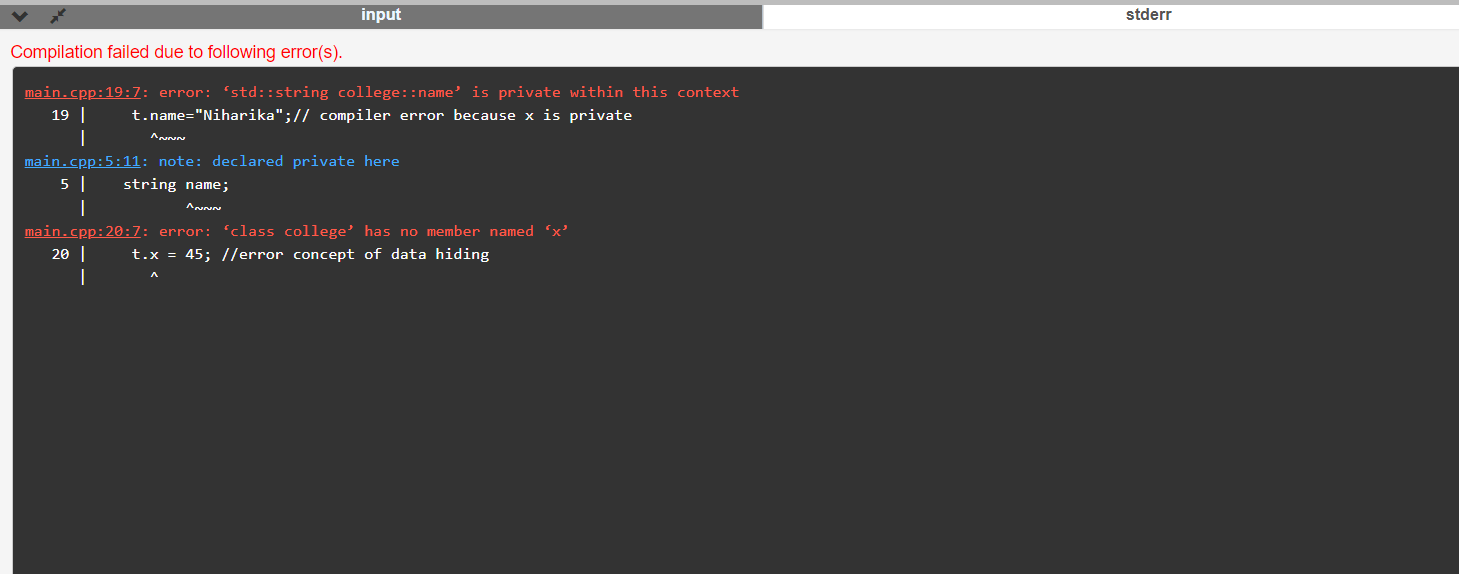 input
stderr
Compilation failed due to following error(s).
main.cpp:19:7: error: ‘std::string college::name’ is private within this context
19 | t.name="Niharika";// compiler error because x is private
| ^~~~~
main.cpp:5:11: note: declared private here
5 | string name;
| ^~~~~
main.cpp:20:7: error: ‘class college’ has no member named ‘x’
20 | t.x = 45; //error concept of data hiding
| ^